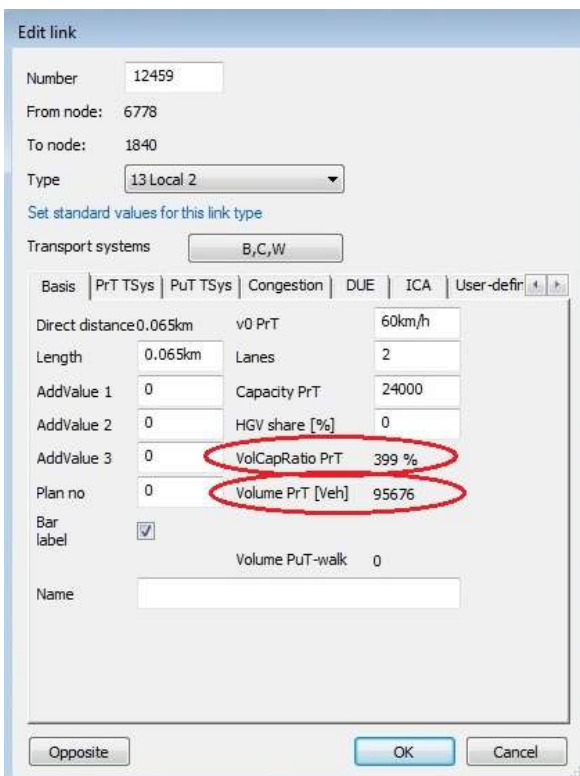 Edit link
Number 12459
From node: 6778
To node: 1840
Type 13 Local 2
Set standard values for this link type
Transport systems B,C,W
Basis PrT TSys PuT TSys Congestion DUE ICA User-defir
Direct distance 0.065km v0 PrT 60km/h
Length 0.065km Lanes 2
AddValue 1 0 Capacity PrT 24000
AddValue 2 0 HGV share [%] 0
AddValue 3 0 VolCapRatio PrT 399 %
Plan no 0 Volume PrT [Veh] 95676
Bar
label
Volume PuT-walk 0
Name
Opposite OK Cancel